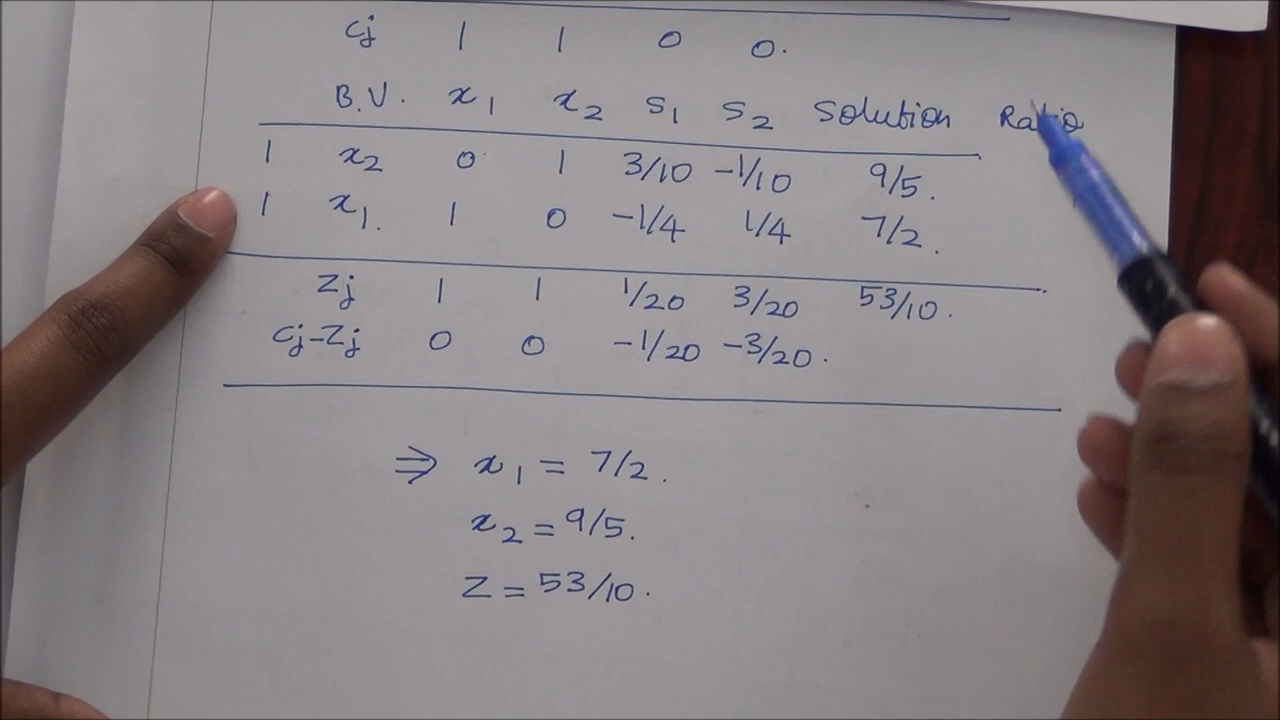 Cj 1 1 0 0.
B.V. x1 x2 S1 S2 Solution Ratio
1 x2 0 1 3/10 -1/10 9/5.
1 x1. 1 0 -1/4 1/4 7/2.
Zj 1 1 1/20 3/20 53/10.
Cj-Zj 0 0 -1/20 -3/20.
⇒ x1 = 7/2.
x2 = 9/5.
Z = 53/10.